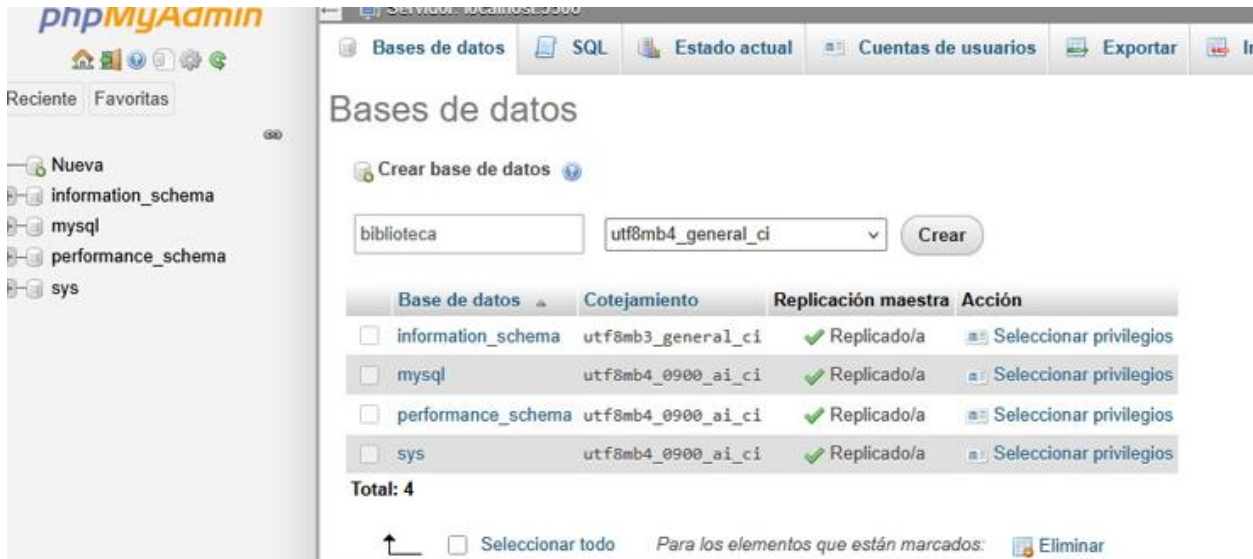 phpMyAdmin
Reciente Favoritas
Nueva
information_schema
mysql
performance_schema
sys
Bases de datos SQL Estado actual Cuentas de usuarios Exportar
Bases de datos
Crear base de datos
biblioteca utf8mb4_general_ci Crear
Base de datos Cotejamiento Replicación maestra Acción
information_schema utf8mb3_general_ci Replicado/a Seleccionar privilegios
mysql utf8mb4_0900_ai_ci Replicado/a Seleccionar privilegios
performance_schema utf8mb4_0900_ai_ci Replicado/a Seleccionar privilegios
sys utf8mb4_0900_ai_ci Replicado/a Seleccionar privilegios
Total: 4
Seleccionar todo Para los elementos que están marcados: Eliminar